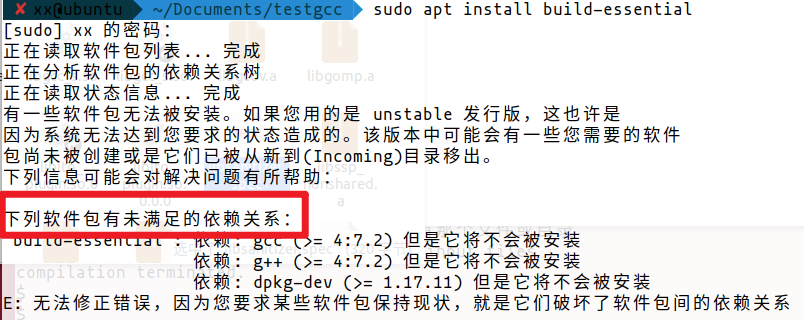 ✘ xx@ubuntu ~/Documents/testgcc sudo apt install build-essential
[sudo] xx 的密码：
正在读取软件包列表... 完成
正在分析软件包的依赖关系树
正在读取状态信息... 完成
有一些软件包无法被安装。如果您用的是 unstable 发行版，这也许是
因为系统无法达到您要求的状态造成的。该版本中可能会有一些您需要的软件
包尚未被创建或是它们已被从新到(Incoming)目录移出。
下列信息可能会对解决问题有所帮助：
下列软件包有未满足的依赖关系：
build-essential : 依赖: gcc (>= 4:7.2) 但是它将不会被安装
依赖: g++ (>= 4:7.2) 但是它将不会被安装
依赖: dpkg-dev (>= 1.17.11) 但是它将不会被安装
E: 无法修正错误，因为您要求某些软件包保持现状，就是它们破坏了软件包间的依赖关系
libgomp.a
nonshared.
a
0.0.0
compilation terminated.
$
$